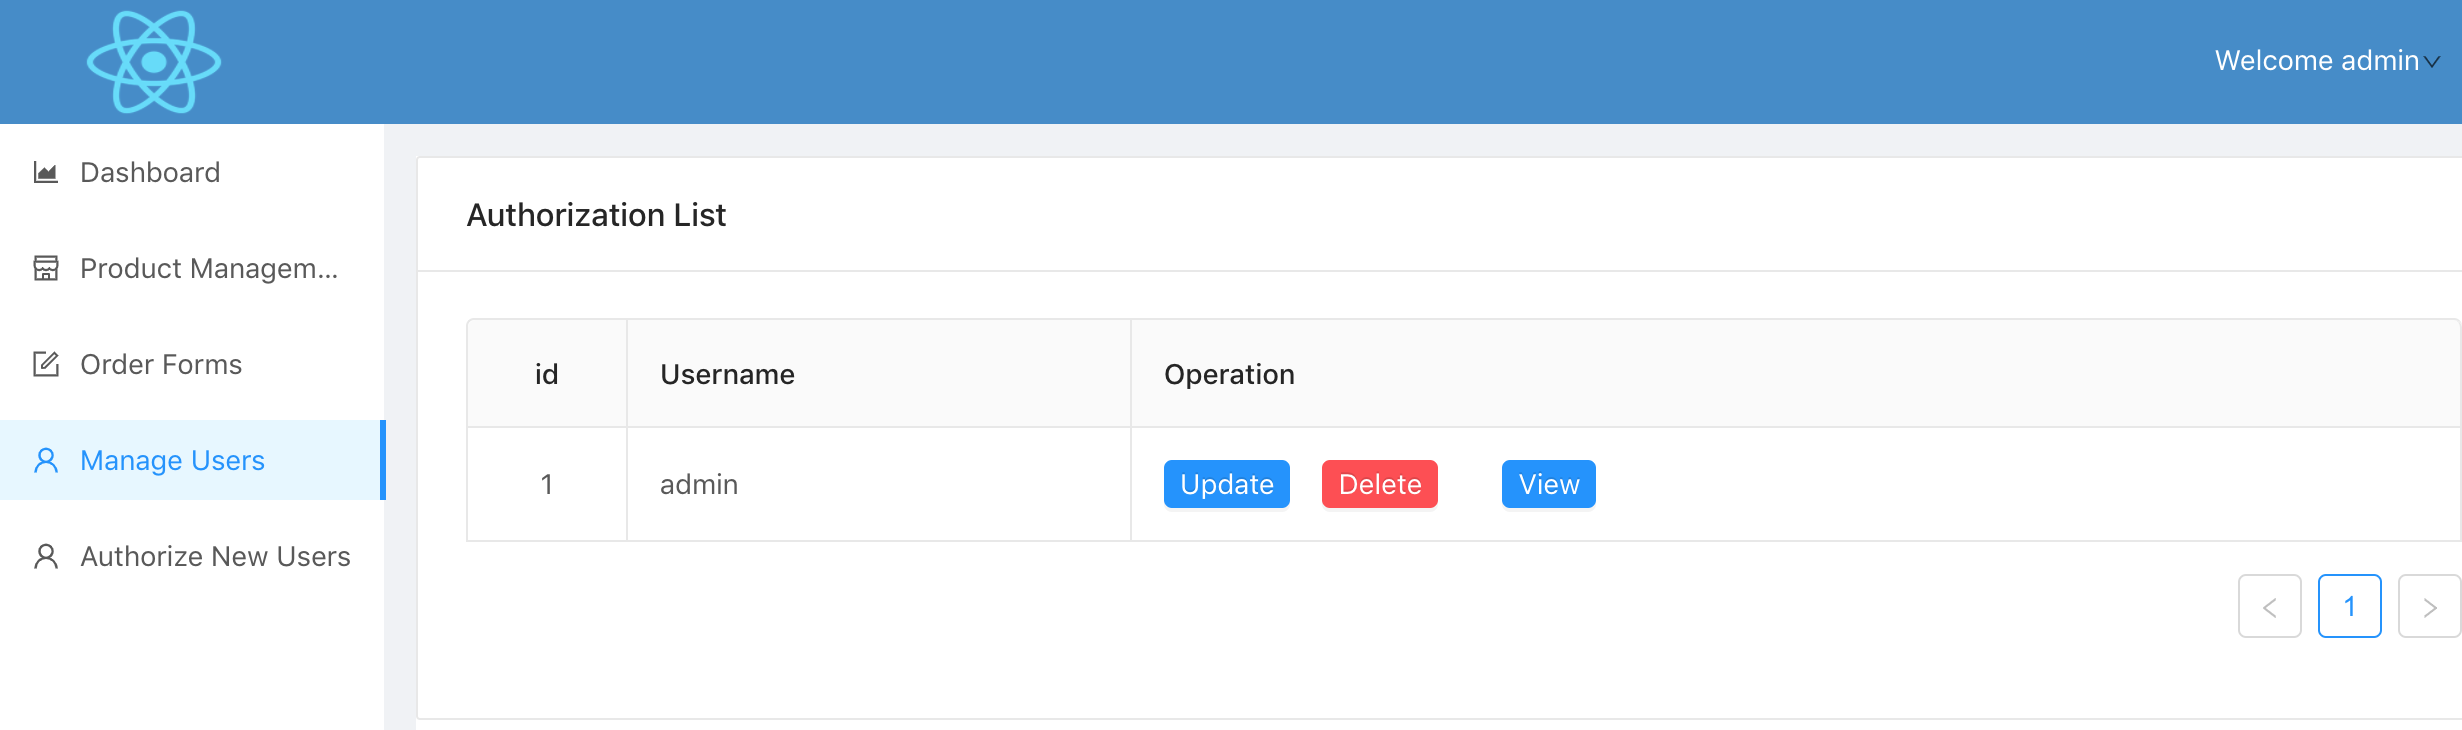 Welcome admin
Dashboard
Product Managem...
Order Forms
Manage Users
Authorize New Users
Authorization List
id Username Operation
1 admin Update Delete View
< 1 >